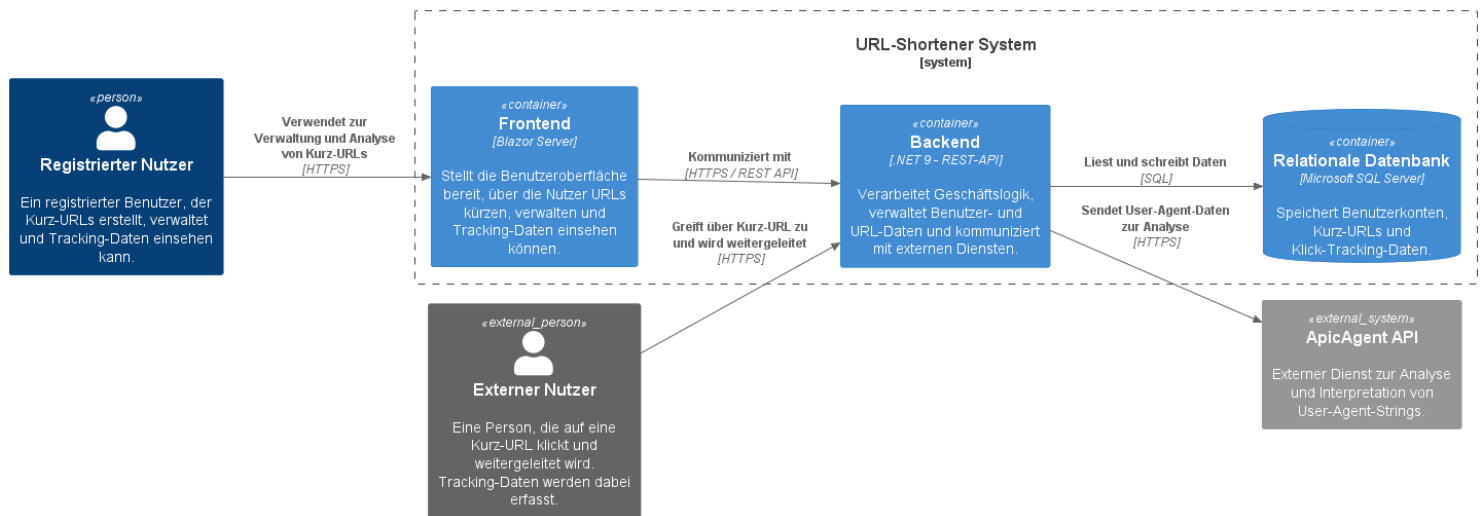 URL-Shortener System
[system]
«person»
Registrierter Nutzer
Ein registrierter Benutzer, der
Kurz-URLs erstellt, verwaltet
und Tracking-Daten einsehen
kann.
Verwendet zur
Verwaltung und Analyse
von Kurz-URLs
[HTTPS]
«container»
Frontend
[Blazor Server]
Stellt die Benutzeroberfläche
bereit, über die Nutzer URLs
kürzen, verwalten und
Tracking-Daten einsehen
können.
Kommuniziert mit
[HTTPS / REST API]
Greift über Kurz-URL zu
und wird weitergeleitet
[HTTPS]
«container»
Backend
[.NET 9 - REST-API]
Verarbeitet Geschäftslogik,
verwaltet Benutzer- und
URL-Daten und kommuniziert
mit externen Diensten.
Liest und schreibt Daten
[SQL]
Sendet User-Agent-Daten
zur Analyse
[HTTPS]
«container»
Relationale Datenbank
[Microsoft SQL Server]
Speichert Benutzerkonten,
Kurz-URLs und
Klick-Tracking-Daten.
«external_person»
Externer Nutzer
Eine Person, die auf eine
Kurz-URL klickt und
weitergeleitet wird.
Tracking-Daten werden dabei
erfasst.
«external_system»
ApicAgent API
Externer Dienst zur Analyse
und Interpretation von
User-Agent-Strings.